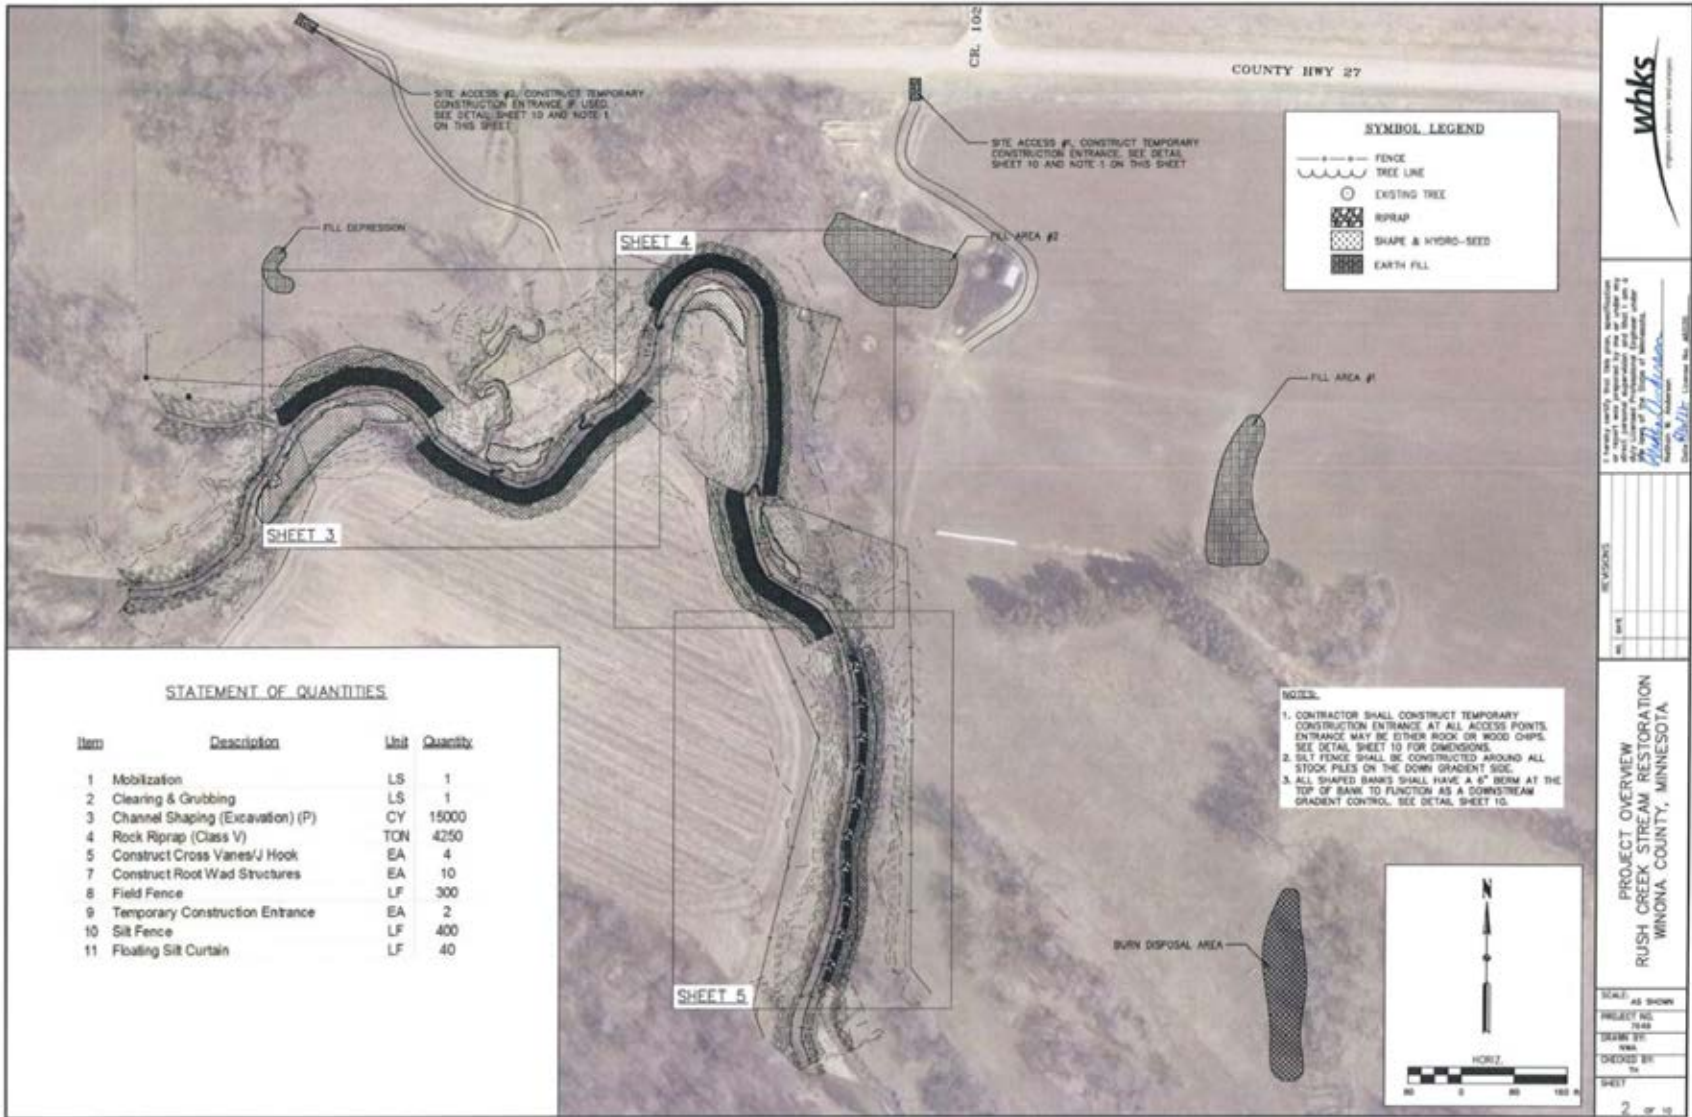 CR. 102
COUNTY HWY 27
SITE ACCESS #2, CONSTRUCT TEMPORARY
CONSTRUCTION ENTRANCE IF USED.
SEE DETAIL SHEET 10 AND NOTE 1
ON THIS SHEET
SITE ACCESS #1, CONSTRUCT TEMPORARY
CONSTRUCTION ENTRANCE. SEE DETAIL
SHEET 10 AND NOTE 1 ON THIS SHEET
SYMBOL LEGEND
FENCE
TREE LINE
EXISTING TREE
RIPRAP
SHAPE & HYDRO-SEED
EARTH FILL
FILL DEPRESSION
SHEET 4
FILL AREA #2
FILL AREA #1
SHEET 3
SHEET 5
BURN DISPOSAL AREA
STATEMENT OF QUANTITIES
Item Description Unit Quantity
1 Mobilization LS 1
2 Clearing & Grubbing LS 1
3 Channel Shaping (Excavation) (P) CY 15000
4 Rock Riprap (Class V) TON 4250
5 Construct Cross Vanes/J Hook EA 4
7 Construct Root Wad Structures EA 10
8 Field Fence LF 300
9 Temporary Construction Entrance EA 2
10 Silt Fence LF 400
11 Floating Silt Curtain LF 40
NOTES:
1. CONTRACTOR SHALL CONSTRUCT TEMPORARY
CONSTRUCTION ENTRANCE AT ALL ACCESS POINTS.
ENTRANCE MAY BE EITHER ROCK OR WOOD CHIPS.
SEE DETAIL SHEET 10 FOR DIMENSIONS.
2. SILT FENCE SHALL BE CONSTRUCTED AROUND ALL
STOCK PILES ON THE DOWN GRADIENT SIDE.
3. ALL SHAPED BANKS SHALL HAVE A 6" BERM AT THE
TOP OF BANK TO FUNCTION AS A DOWNSTREAM
GRADIENT CONTROL. SEE DETAIL SHEET 10.
N
HORIZ.
80 0 80 160
whks
REVISIONS
NO. DATE
PROJECT OVERVIEW
RUSH CREEK STREAM RESTORATION
WINONA COUNTY, MINNESOTA
SCALE:
AS SHOWN
PROJECT NO.
DRAWN BY:
CHECKED BY:
SHEET
2 OF 10